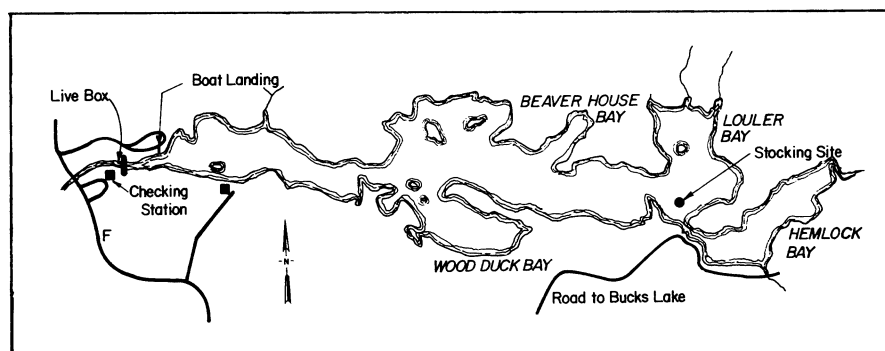 Boat Landing
Live Box
BEAVER HOUSE
BAY
LOULER
BAY
Stocking Site
Checking
Station
HEMLOCK
BAY
F
N
WOOD DUCK BAY
Road to Bucks Lake